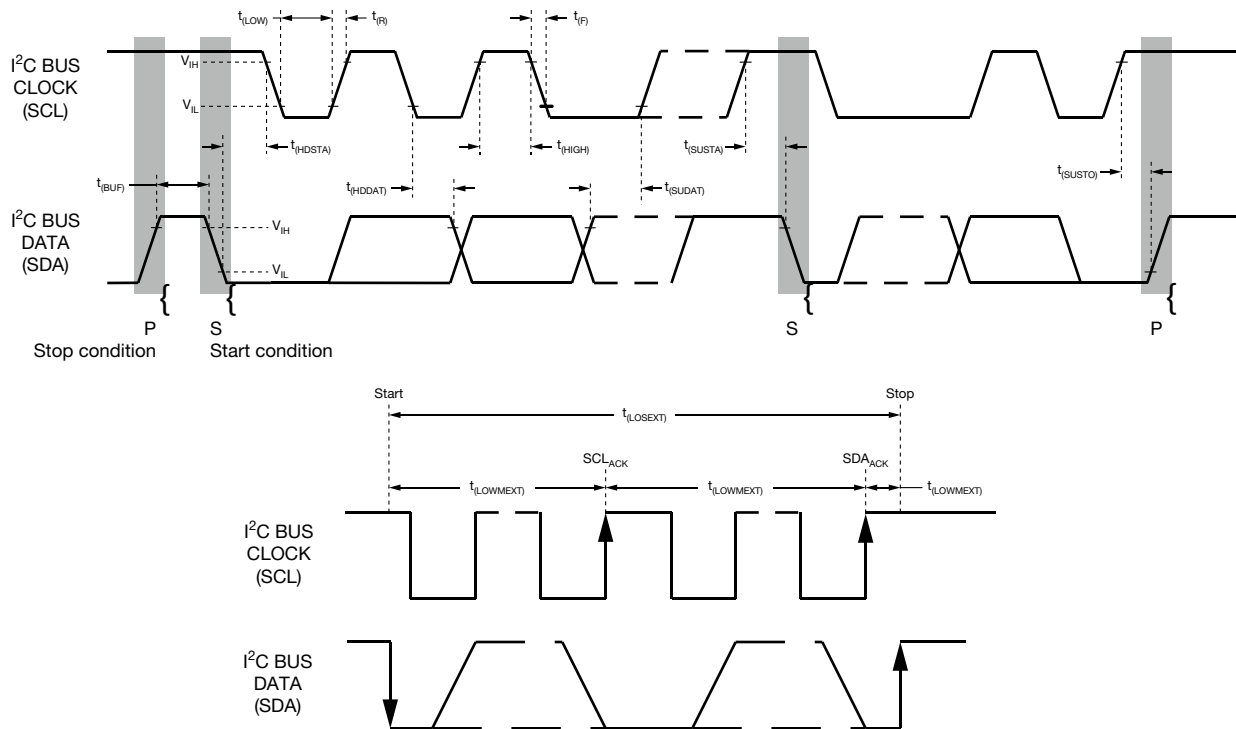 t(LOW) t(R) t(F)
I²C BUS
CLOCK
(SCL)
VIH
VIL
t(HDSTA) t(HIGH) t(SUSTA)
t(BUF) t(HDDAT) t(SUDAT) t(SUSTO)
I²C BUS
DATA
(SDA)
VIH
VIL
{ { { {
P S S P
Stop condition Start condition
Start Stop
t(LOSEXT)
SCLACK SDAACK
t(LOWMEXT) t(LOWMEXT) t(LOWMEXT)
I²C BUS
CLOCK
(SCL)
I²C BUS
DATA
(SDA)